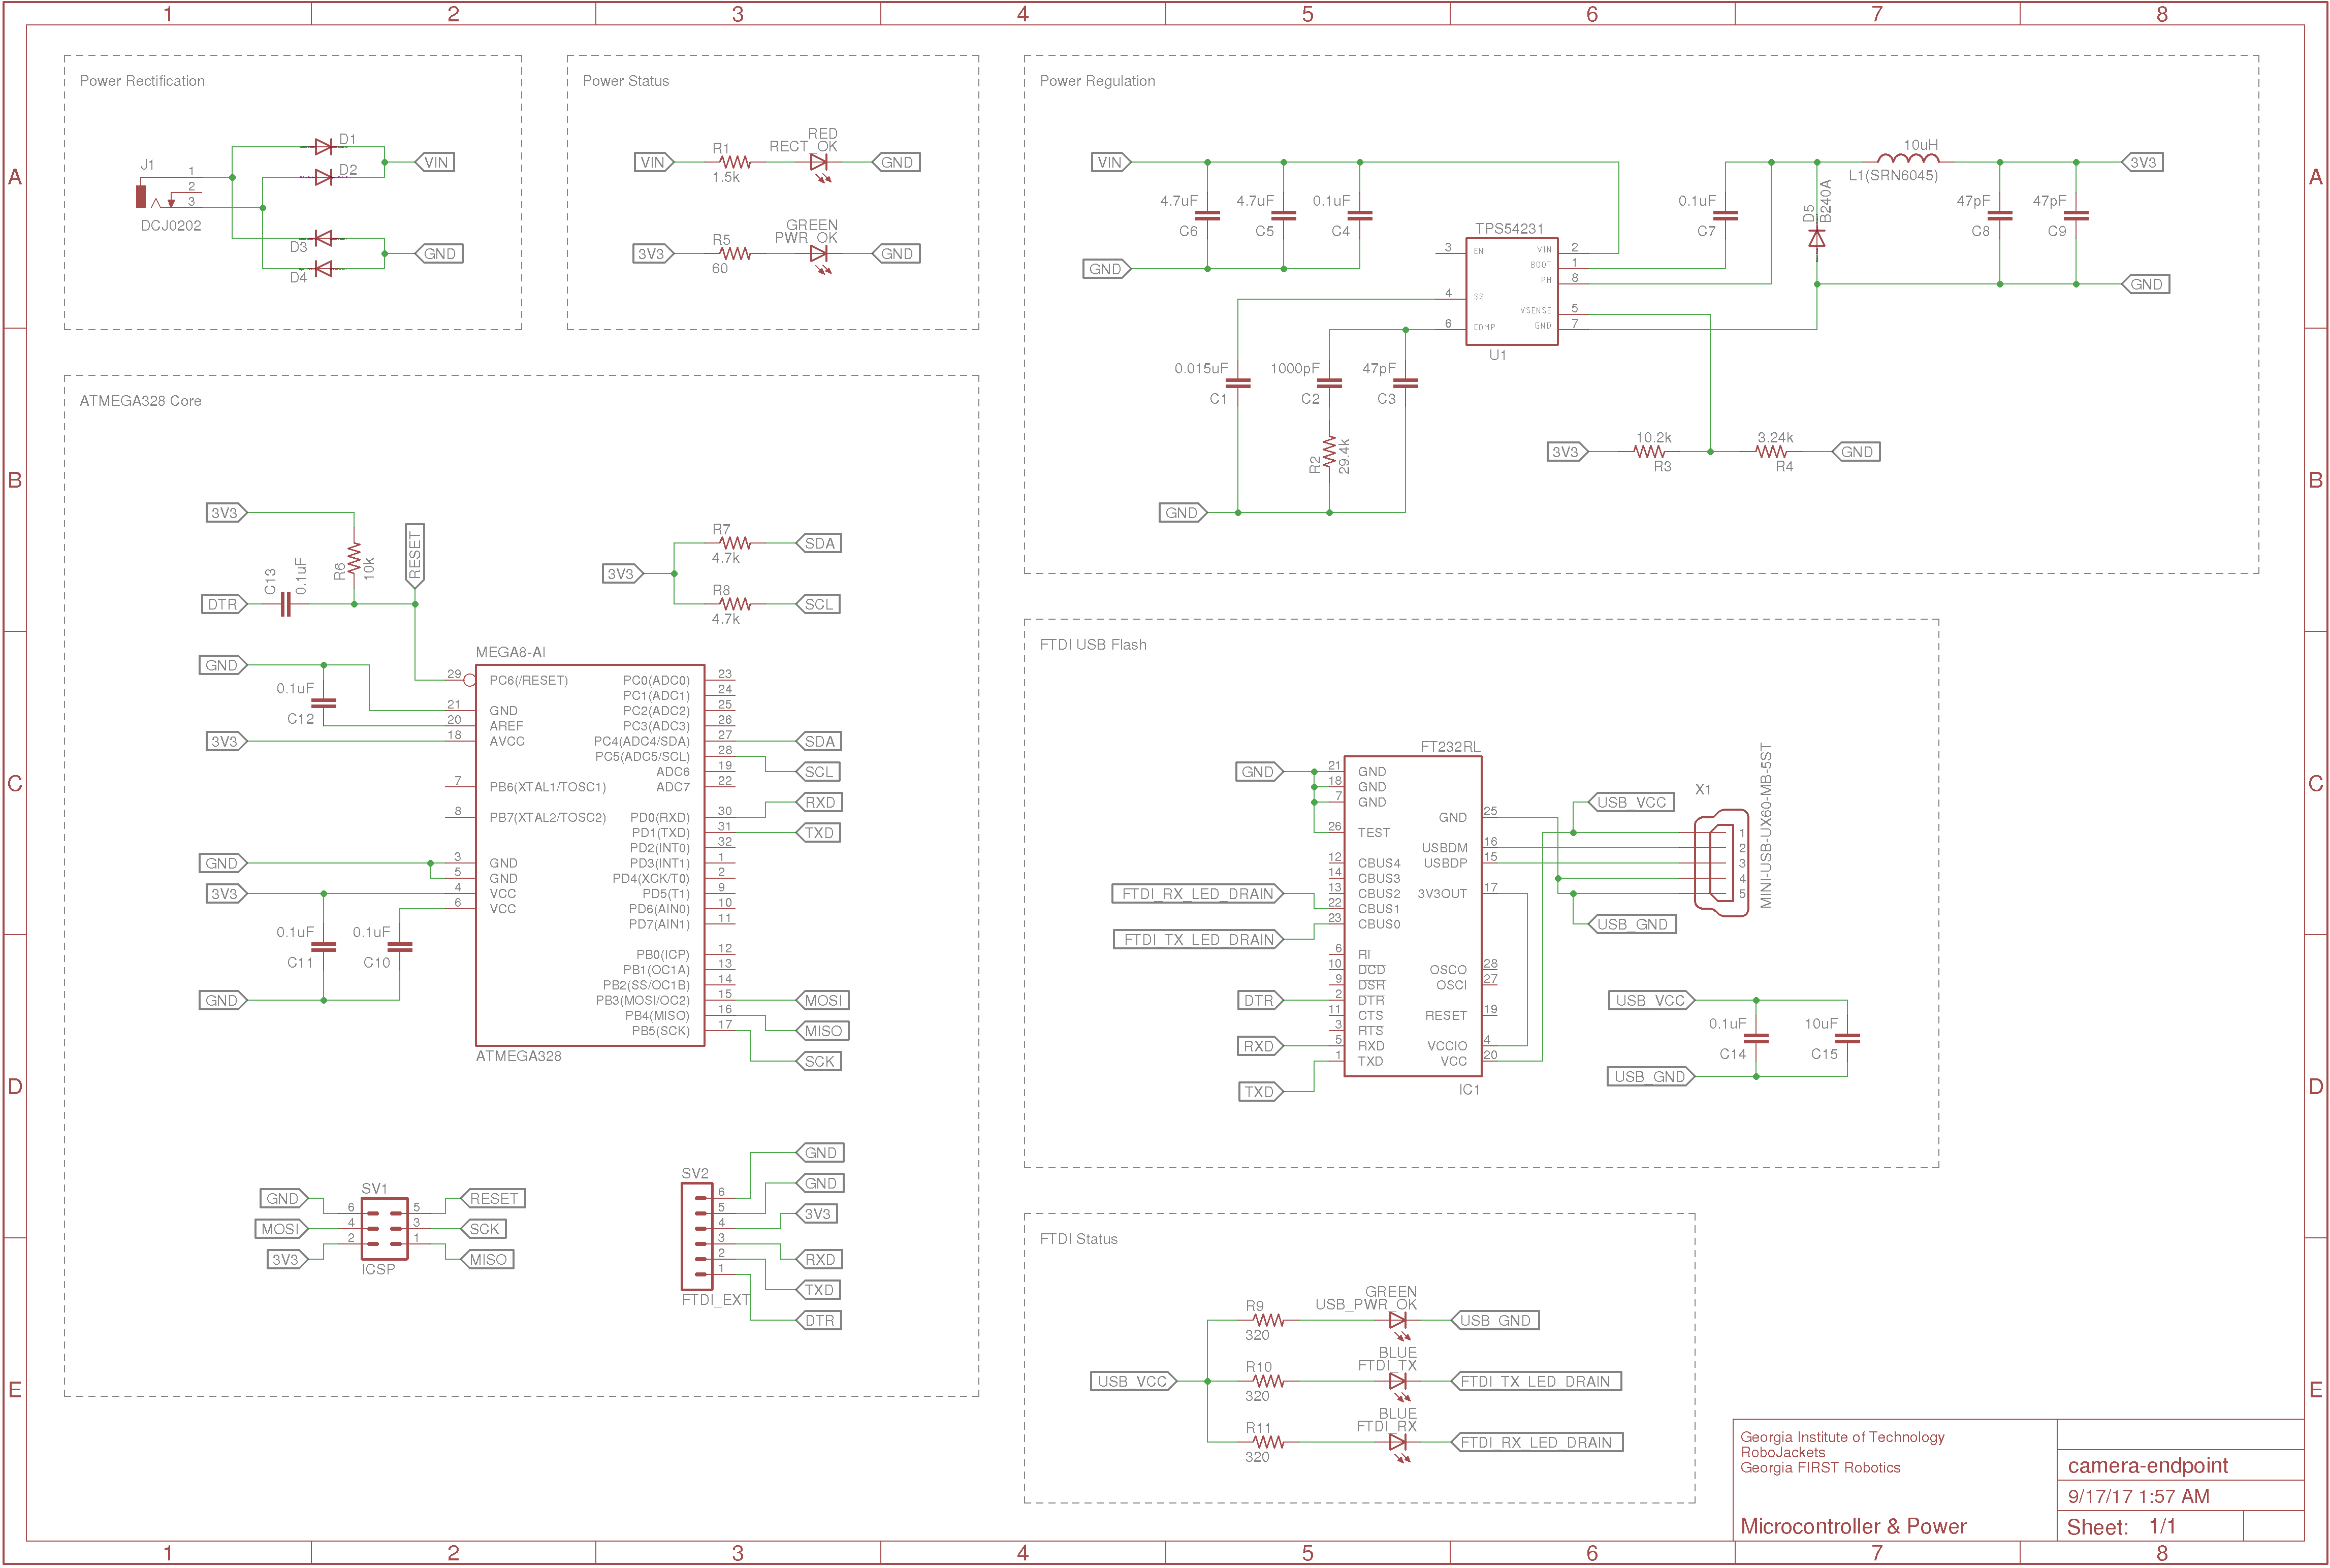 1 2 3 4 5 6 7 8
A
B
C
D
E
A
B
C
D
E
Power Rectification
J1
1
2
3
DCJ0202
D1
D2
D3
D4
VIN
GND
Power Status
VIN
R1
1.5k
RED
RECT_OK
GND
3V3
R5
60
GREEN
PWR_OK
GND
Power Regulation
VIN
4.7uF
C6
4.7uF
C5
0.1uF
C4
GND
TPS54231
3 EN
4 SS
6 COMP
VIN 2
BOOT 1
PH 8
VSENSE 5
GND 7
U1
0.1uF
C7
D5
B240A
10uH
L1(SRN6045)
47pF
C8
47pF
C9
3V3
GND
0.015uF
C1
1000pF
C2
47pF
C3
R2
29.4k
GND
3V3
10.2k
R3
3.24k
R4
GND
ATMEGA328 Core
3V3
R6
10k
RESET
C13
0.1uF
DTR
3V3
R7
4.7k
SDA
R8
4.7k
SCL
GND
0.1uF
C12
3V3
MEGA8-AI
29 PC6(/RESET)
21 GND
20 AREF
18 AVCC
7 PB6(XTAL1/TOSC1)
8 PB7(XTAL2/TOSC2)
3 GND
5 GND
4 VCC
6 VCC
PC0(ADC0) 23
PC1(ADC1) 24
PC2(ADC2) 25
PC3(ADC3) 26
PC4(ADC4/SDA) 27
PC5(ADC5/SCL) 28
ADC6 19
ADC7 22
PD0(RXD) 30
PD1(TXD) 31
PD2(INT0) 32
PD3(INT1) 1
PD4(XCK/T0) 2
PD5(T1) 9
PD6(AIN0) 10
PD7(AIN1) 11
PB0(ICP) 12
PB1(OC1A) 13
PB2(SS/OC1B) 14
PB3(MOSI/OC2) 15
PB4(MISO) 16
PB5(SCK) 17
ATMEGA328
SDA
SCL
RXD
TXD
MOSI
MISO
SCK
GND
3V3
0.1uF
C11
0.1uF
C10
GND
GND
MOSI
3V3
SV1
6 5
4 3
2 1
ICSP
RESET
SCK
MISO
SV2
6
5
4
3
2
1
FTDI_EXT
GND
GND
3V3
RXD
TXD
DTR
FTDI USB Flash
GND
FTDI_RX_LED_DRAIN
FTDI_TX_LED_DRAIN
DTR
RXD
TXD
FT232RL
21 GND
18 GND
7 GND
26 TEST
12 CBUS4
14 CBUS3
13 CBUS2
22 CBUS1
23 CBUS0
6 RI
10 DCD
9 DSR
2 DTR
11 CTS
3 RTS
5 RXD
1 TXD
GND 25
USBDM 16
USBDP 15
3V3OUT 17
OSCO 28
OSCI 27
RESET 19
VCCIO 4
VCC 20
IC1
USB_VCC
USB_GND
X1
1
2
3
4
5
MINI-USB-UX60-MB-5ST
USB_VCC
0.1uF
C14
10uF
C15
USB_GND
FTDI Status
USB_VCC
R9
320
GREEN
USB_PWR_OK
USB_GND
R10
320
BLUE
FTDI_TX
FTDI_TX_LED_DRAIN
R11
320
BLUE
FTDI_RX
FTDI_RX_LED_DRAIN
Georgia Institute of Technology
RoboJackets
Georgia FIRST Robotics
Microcontroller & Power
camera-endpoint
9/17/17 1:57 AM
Sheet: 1/1
1 2 3 4 5 6 7 8